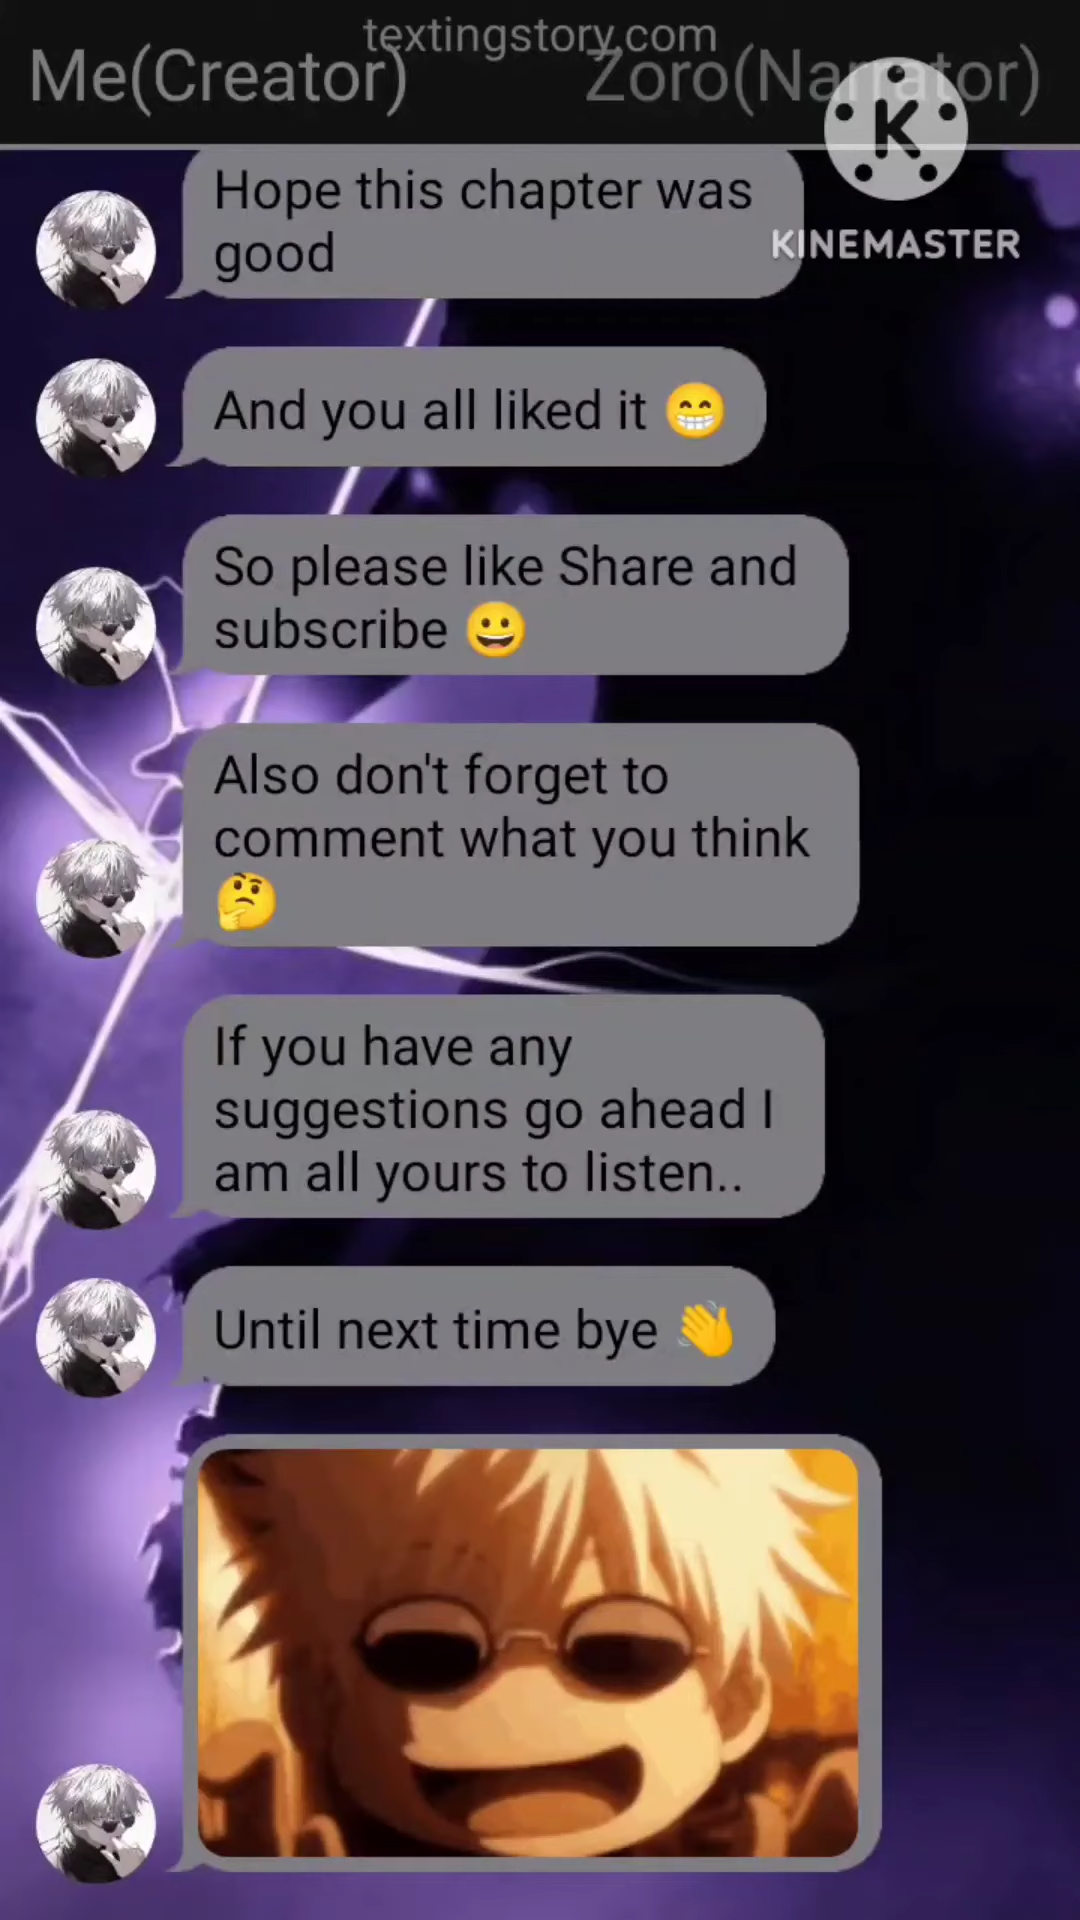 textingstory.com
Me(Creator)
Zoro(Narrator)
K
KINEMASTER
Hope this chapter was
good
And you all liked it 😁
So please like Share and
subscribe 😀
Also don't forget to
comment what you think
🤔
If you have any
suggestions go ahead I
am all yours to listen..
Until next time bye 👋